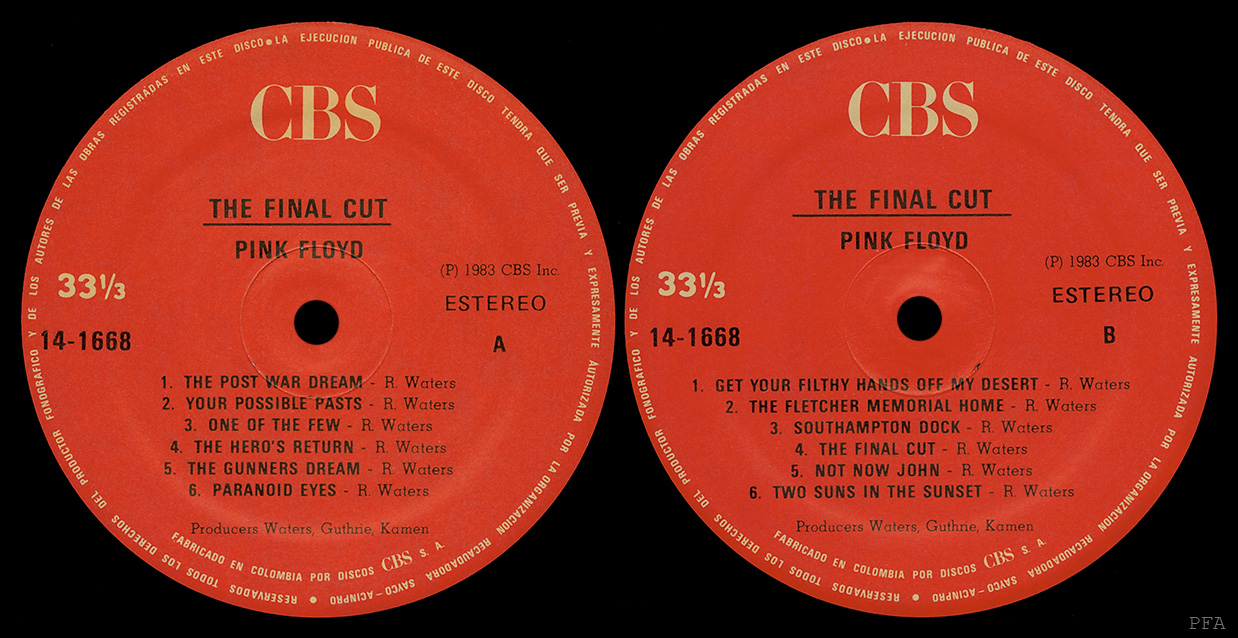 CBS
THE FINAL CUT
PINK FLOYD
(P) 1983 CBS Inc.
33 1/3
ESTEREO
14-1668
A
1. THE POST WAR DREAM - R. Waters
2. YOUR POSSIBLE PASTS - R. Waters
3. ONE OF THE FEW - R. Waters
4. THE HERO'S RETURN - R. Waters
5. THE GUNNERS DREAM - R. Waters
6. PARANOID EYES - R. Waters
Producers Waters, Guthrie, Kamen
FABRICADO EN COLOMBIA POR DISCOS CBS S. A.
RESERVADOS TODOS LOS DERECHOS DEL PRODUCTOR FONOGRAFICO Y DE LOS AUTORES DE LAS OBRAS REGISTRADAS EN ESTE DISCO • LA EJECUCION PUBLICA DE ESTE DISCO TENDRA QUE SER PREVIA Y EXPRESAMENTE AUTORIZADA POR LA ORGANIZACION RECAUDADORA SAYCO - ACINPRO •
CBS
THE FINAL CUT
PINK FLOYD
(P) 1983 CBS Inc.
33 1/3
ESTEREO
14-1668
B
1. GET YOUR FILTHY HANDS OFF MY DESERT - R. Waters
2. THE FLETCHER MEMORIAL HOME - R. Waters
3. SOUTHAMPTON DOCK - R. Waters
4. THE FINAL CUT - R. Waters
5. NOT NOW JOHN - R. Waters
6. TWO SUNS IN THE SUNSET - R. Waters
Producers Waters, Guthrie, Kamen
FABRICADO EN COLOMBIA POR DISCOS CBS S. A.
RESERVADOS TODOS LOS DERECHOS DEL PRODUCTOR FONOGRAFICO Y DE LOS AUTORES DE LAS OBRAS REGISTRADAS EN ESTE DISCO • LA EJECUCION PUBLICA DE ESTE DISCO TENDRA QUE SER PREVIA Y EXPRESAMENTE AUTORIZADA POR LA ORGANIZACION RECAUDADORA SAYCO - ACINPRO •
PFA